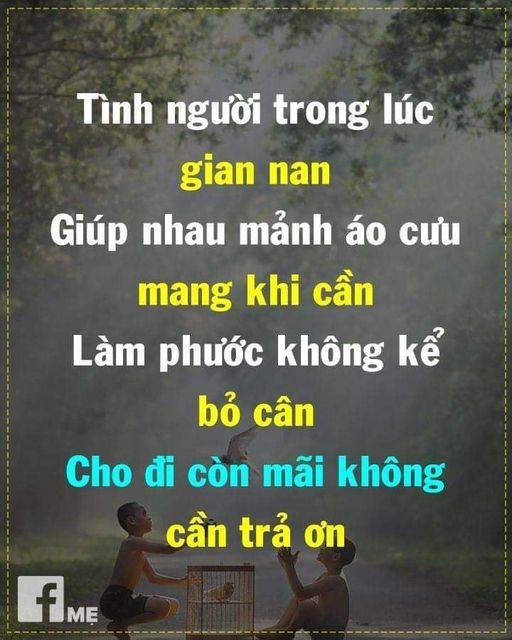 Tình người trong lúc
gian nan
Giúp nhau mảnh áo cưu
mang khi cần
Làm phước không kể
bỏ cân
Cho đi còn mãi không
cần trả ơn
f MẸ